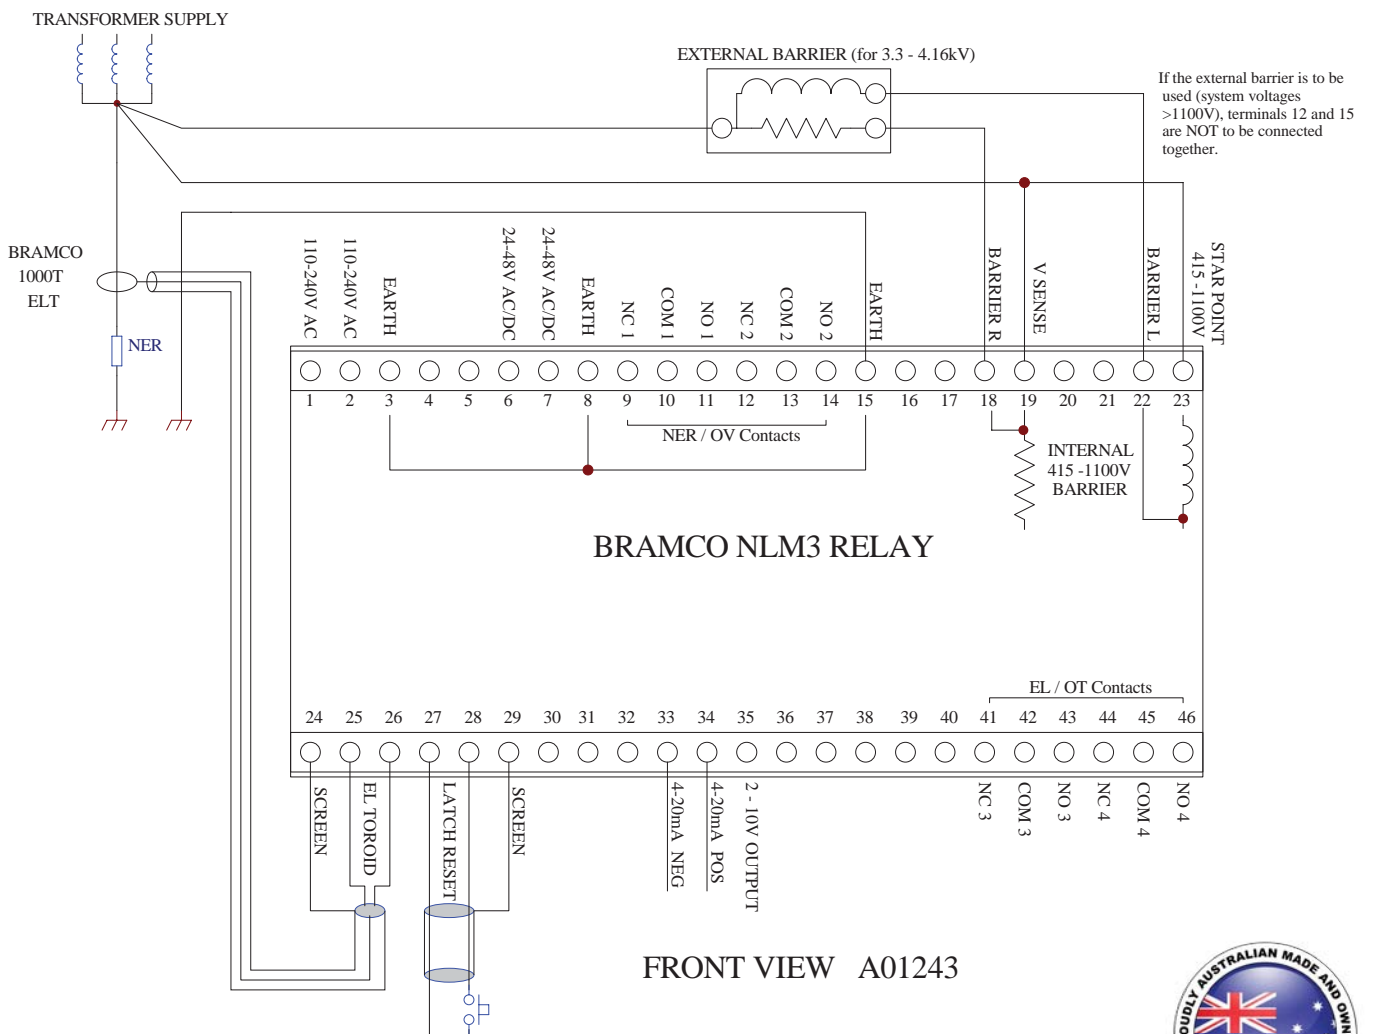 TRANSFORMER SUPPLY
EXTERNAL BARRIER (for 3.3 - 4.16kV)
If the external barrier is to be
used (system voltages
>1100V), terminals 12 and 15
are NOT to be connected
together.
BRAMCO
1000T
ELT
NER
110-240V AC
110-240V AC
EARTH
24-48V AC/DC
24-48V AC/DC
EARTH
NC 1
COM 1
NO 1
NC 2
COM 2
NO 2
EARTH
BARRIER R
V SENSE
BARRIER L
STAR POINT
415 -1100V
1 2 3 4 5 6 7 8 9 10 11 12 13 14 15 16 17 18 19 20 21 22 23
NER / OV Contacts
INTERNAL
415 -1100V
BARRIER
BRAMCO NLM3 RELAY
EL / OT Contacts
24 25 26 27 28 29 30 31 32 33 34 35 36 37 38 39 40 41 42 43 44 45 46
SCREEN
EL TOROID
LATCH RESET
SCREEN
4-20mA NEG
4-20mA POS
2 - 10V OUTPUT
NC 3
COM 3
NO 3
NC 4
COM 4
NO 4
FRONT VIEW A01243
AUSTRALIAN MADE AND